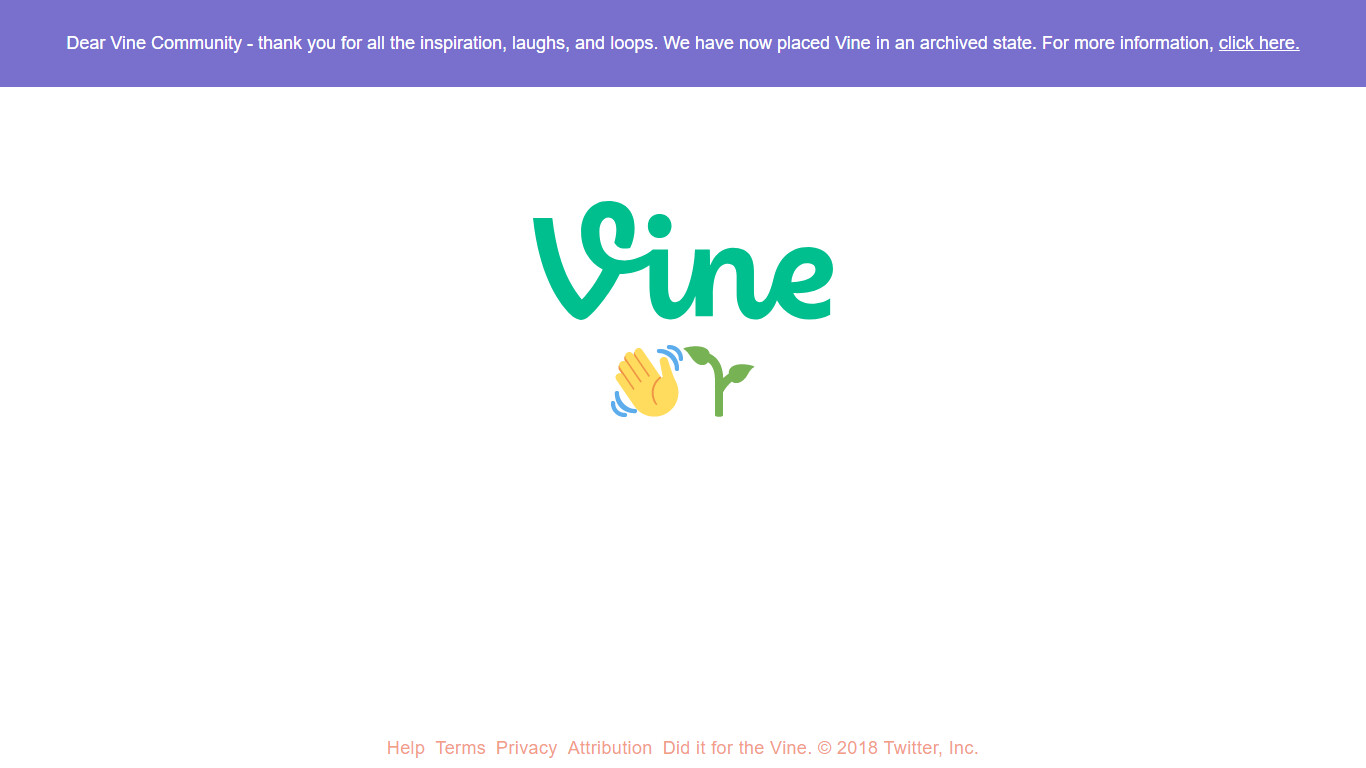 Dear Vine Community - thank you for all the inspiration, laughs, and loops. We have now placed Vine in an archived state. For more information, click here.
Vine
Help Terms Privacy Attribution Did it for the Vine. © 2018 Twitter, Inc.